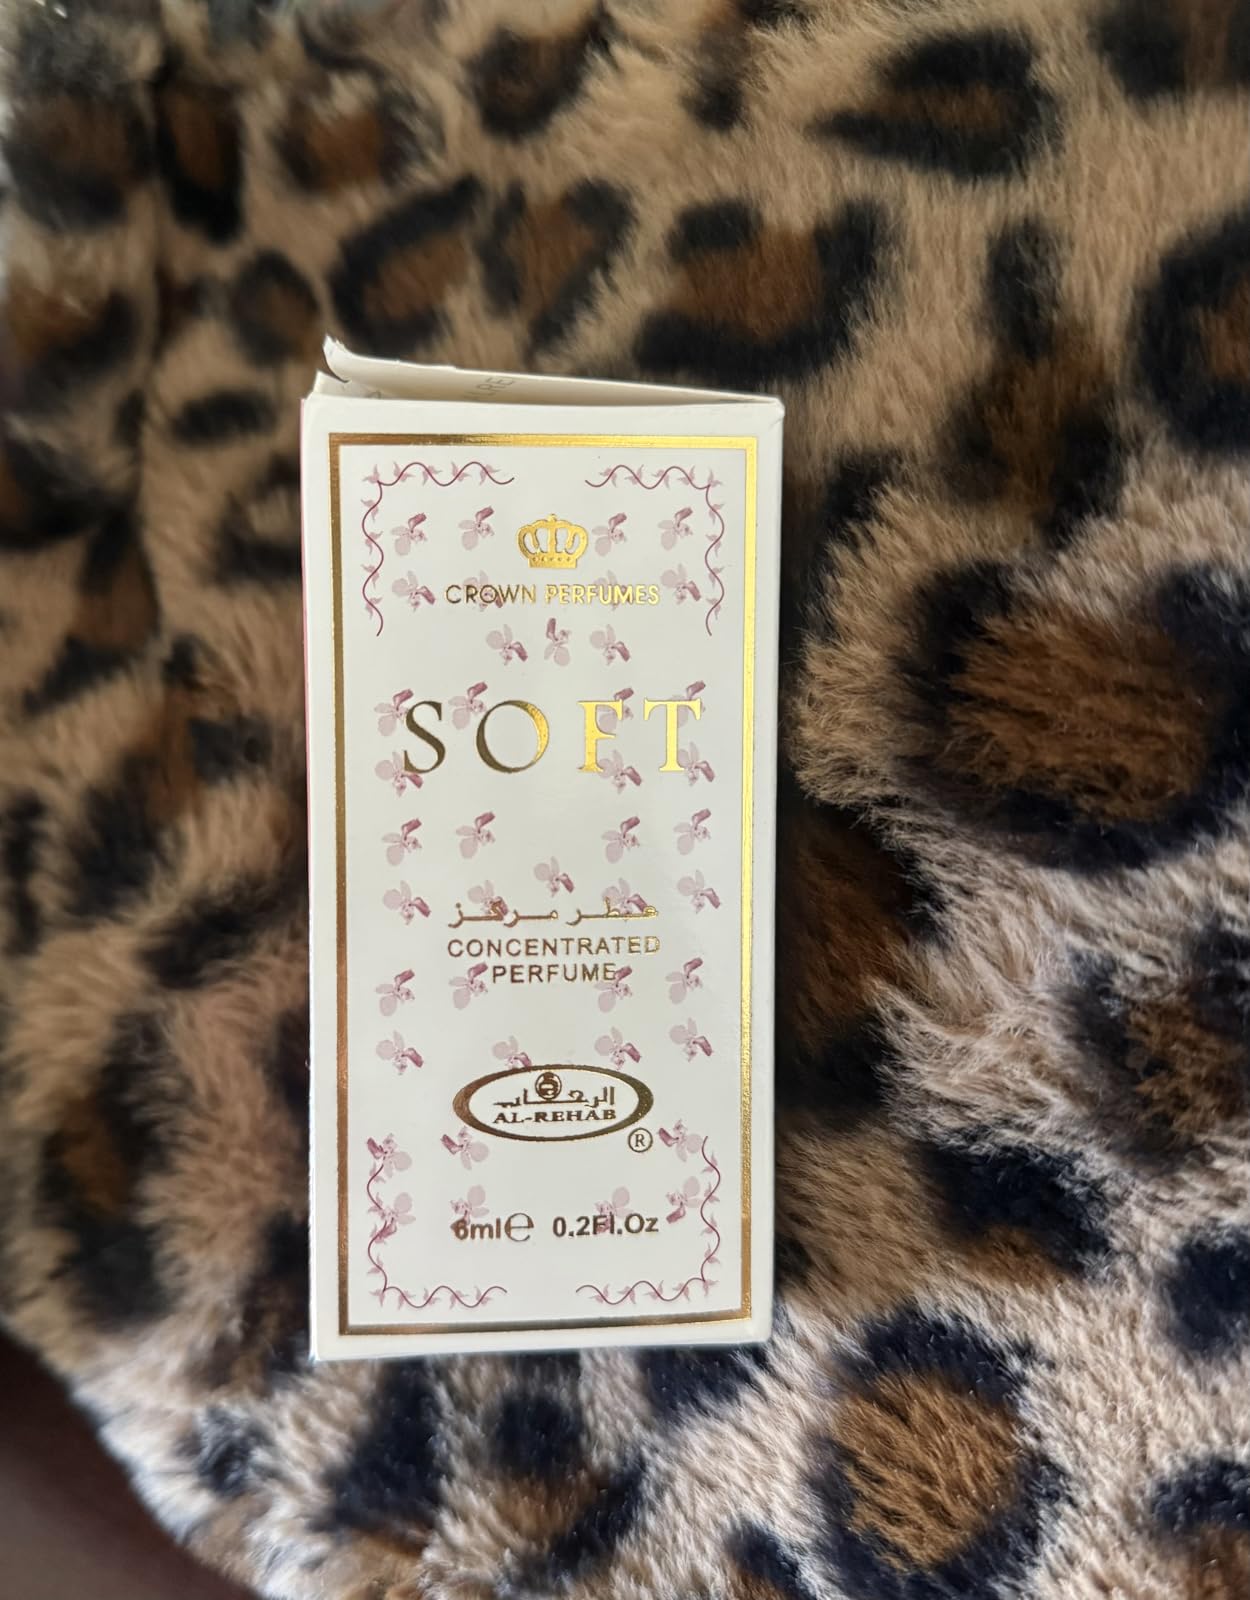 CROWN PERFUMES
SOFT
عطر مركز
CONCENTRATED
PERFUME
الرحاب
AL-REHAB
®
6ml℮ 0.2Fl.Oz